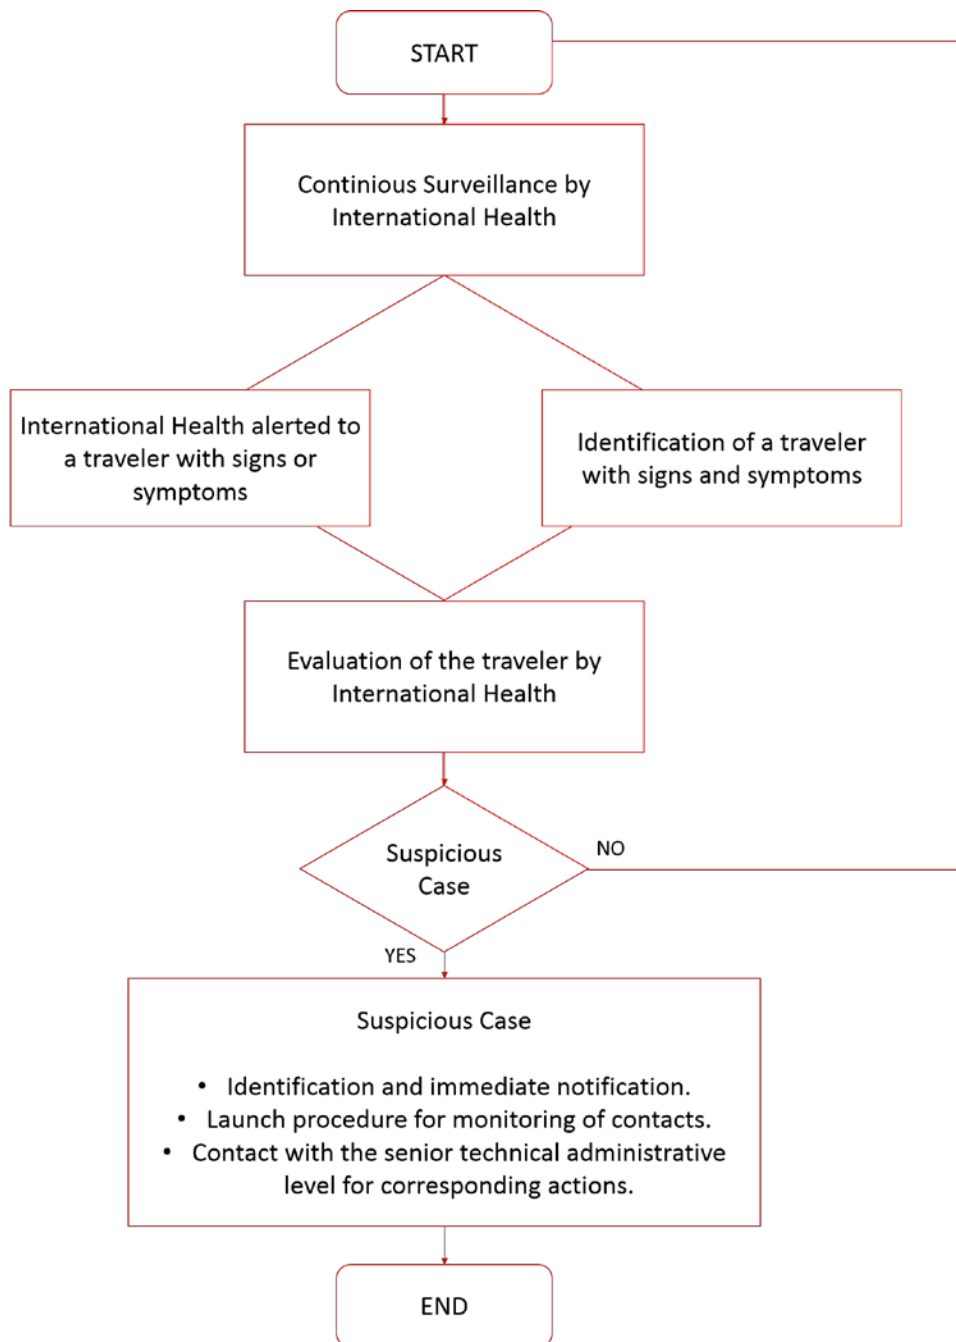 START
Continious Surveillance by
International Health
International Health alerted to
a traveler with signs or
symptoms
Identification of a traveler
with signs and symptoms
Evaluation of the traveler by
International Health
Suspicious
Case
NO
YES
Suspicious Case
• Identification and immediate notification.
• Launch procedure for monitoring of contacts.
• Contact with the senior technical administrative
level for corresponding actions.
END